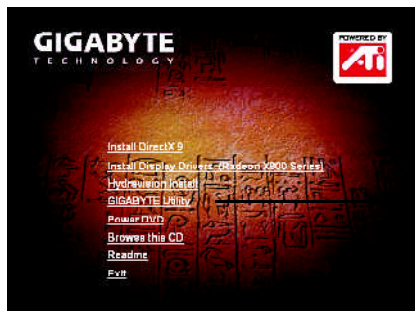 GIGABYTE
TECHNOLOGY
POWERED BY
ATi
Install DirectX 9
Install Display Drivers (Radeon X800 Series)
Hydravision Install
GIGABYTE Utility
Power DVD
Browse this CD
Readme
Exit